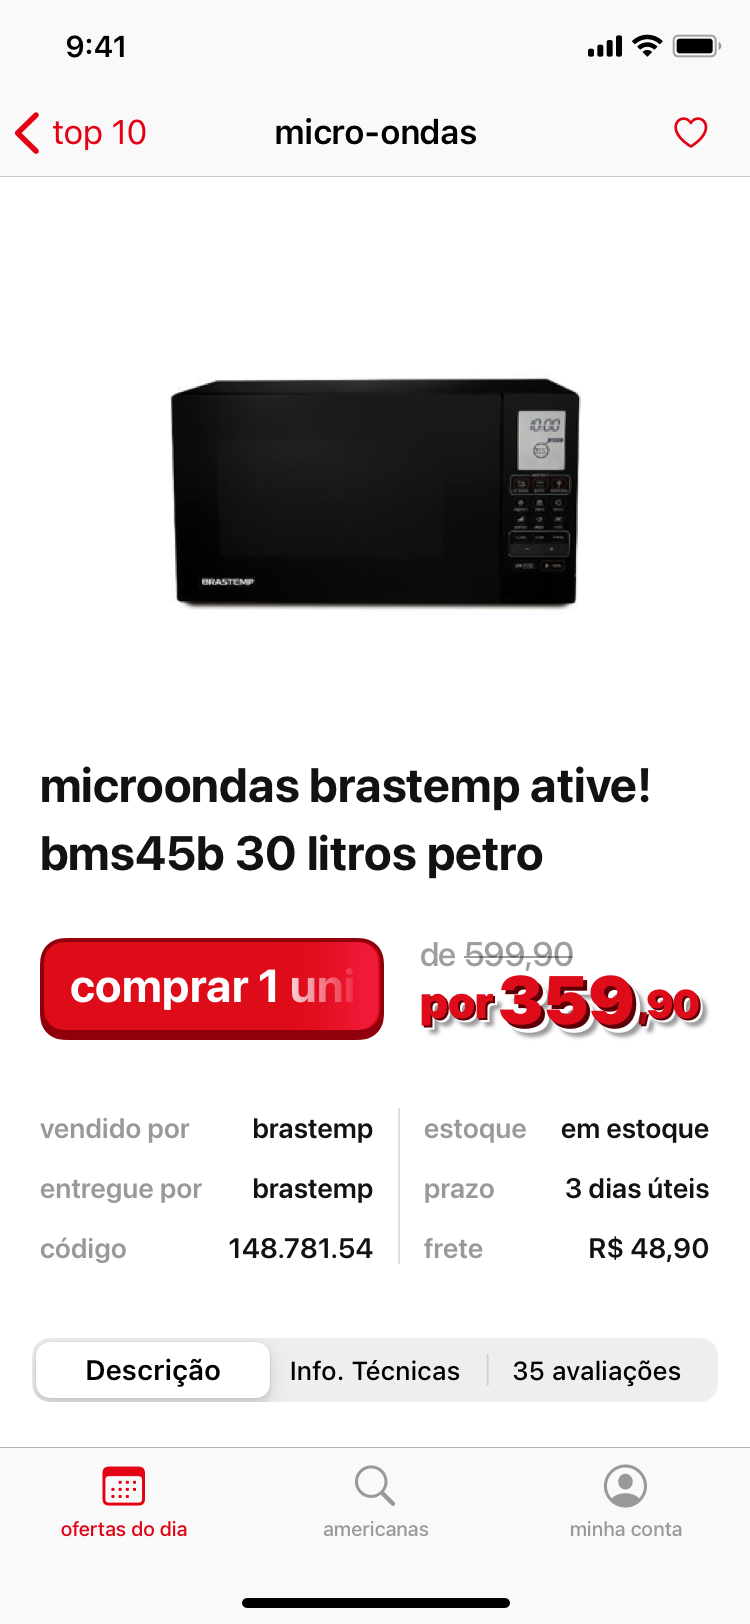 9:41
top 10
micro-ondas
10:00
BRASTEMP
microondas brastemp ative!
bms45b 30 litros petro
comprar 1 uni
de 599,90
por 359,90
vendido por brastemp
estoque em estoque
entregue por brastemp
prazo 3 dias úteis
código 148.781.54
frete R$ 48,90
Descrição
Info. Técnicas
35 avaliações
ofertas do dia
americanas
minha conta